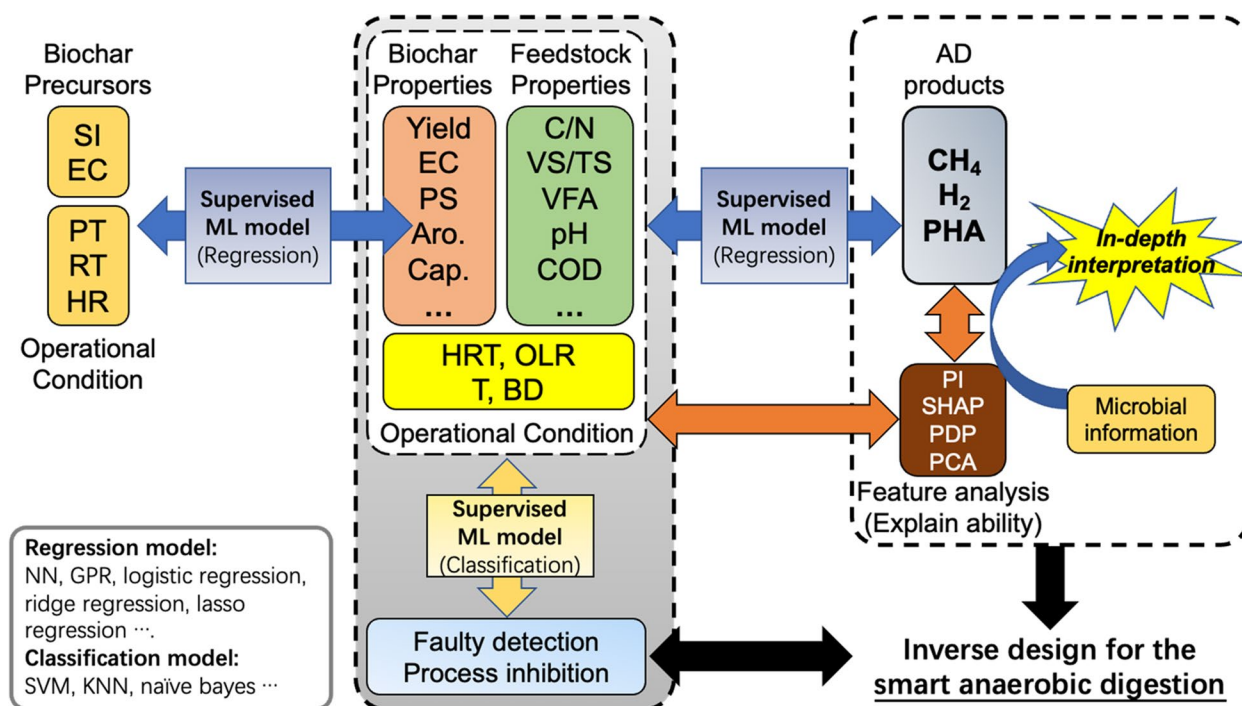 Biochar
Precursors
SI
EC
PT
RT
HR
Operational
Condition
Supervised
ML model
(Regression)
Biochar
Properties
Yield
EC
PS
Aro.
Cap.
...
Feedstock
Properties
C/N
VS/TS
VFA
pH
COD
...
HRT, OLR
T, BD
Operational Condition
Supervised
ML model
(Classification)
Faulty detection
Process inhibition
Supervised
ML model
(Regression)
AD
products
CH₄
H₂
PHA
In-depth
interpretation
PI
SHAP
PDP
PCA
Microbial
information
Feature analysis
(Explain ability)
Inverse design for the
smart anaerobic digestion
Regression model:
NN, GPR, logistic regression,
ridge regression, lasso
regression ···.
Classification model:
SVM, KNN, naïve bayes ···